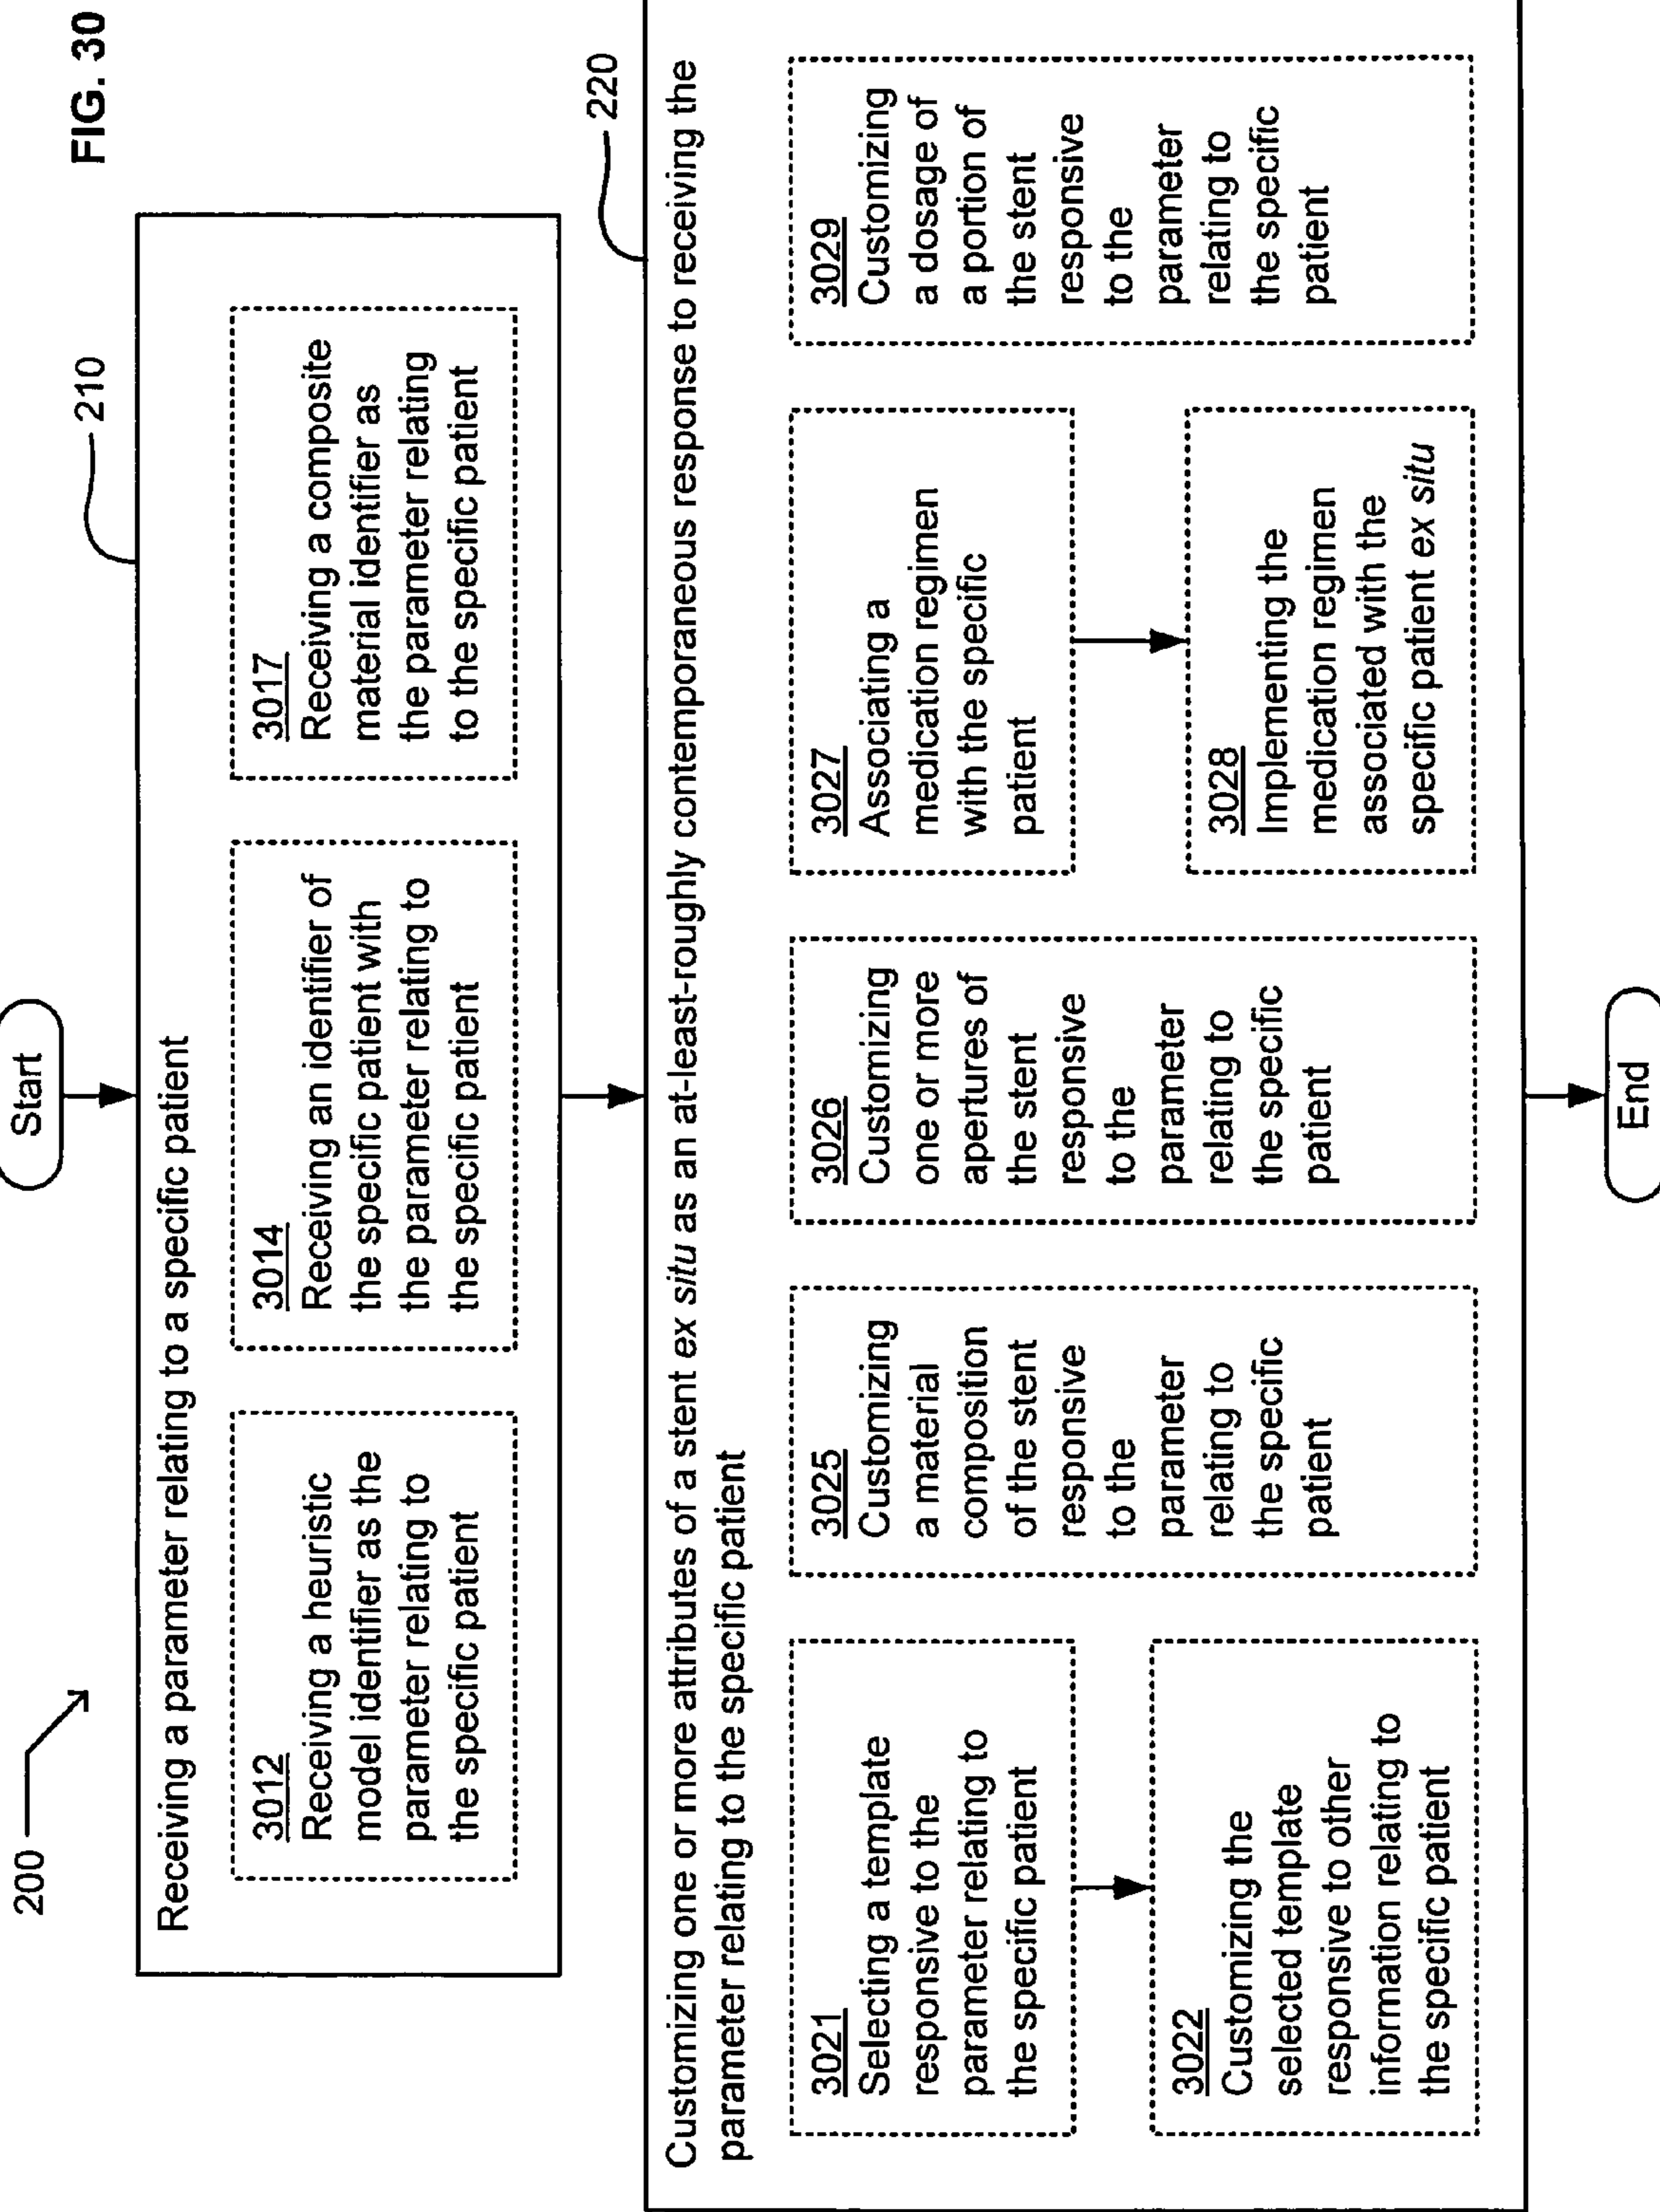 FIG. 30
200
Start
210
Receiving a parameter relating to a specific patient
3012
Receiving a heuristic
model identifier as the
parameter relating to
the specific patient
3014
Receiving an identifier of
the specific patient with
the parameter relating to
the specific patient
3017
Receiving a composite
material identifier as
the parameter relating
to the specific patient
220
Customizing one or more attributes of a stent ex situ as an at-least-roughly contemporaneous response to receiving the
parameter relating to the specific patient
3021
Selecting a template
responsive to the
parameter relating to
the specific patient
3022
Customizing the
selected template
responsive to other
information relating to
the specific patient
3025
Customizing
a material
composition
of the stent
responsive
to the
parameter
relating to
the specific
patient
3026
Customizing
one or more
apertures of
the stent
responsive
to the
parameter
relating to
the specific
patient
3027
Associating a
medication regimen
with the specific
patient
3028
Implementing the
medication regimen
associated with the
specific patient ex situ
3029
Customizing
a dosage of
a portion of
the stent
responsive
to the
parameter
relating to
the specific
patient
End